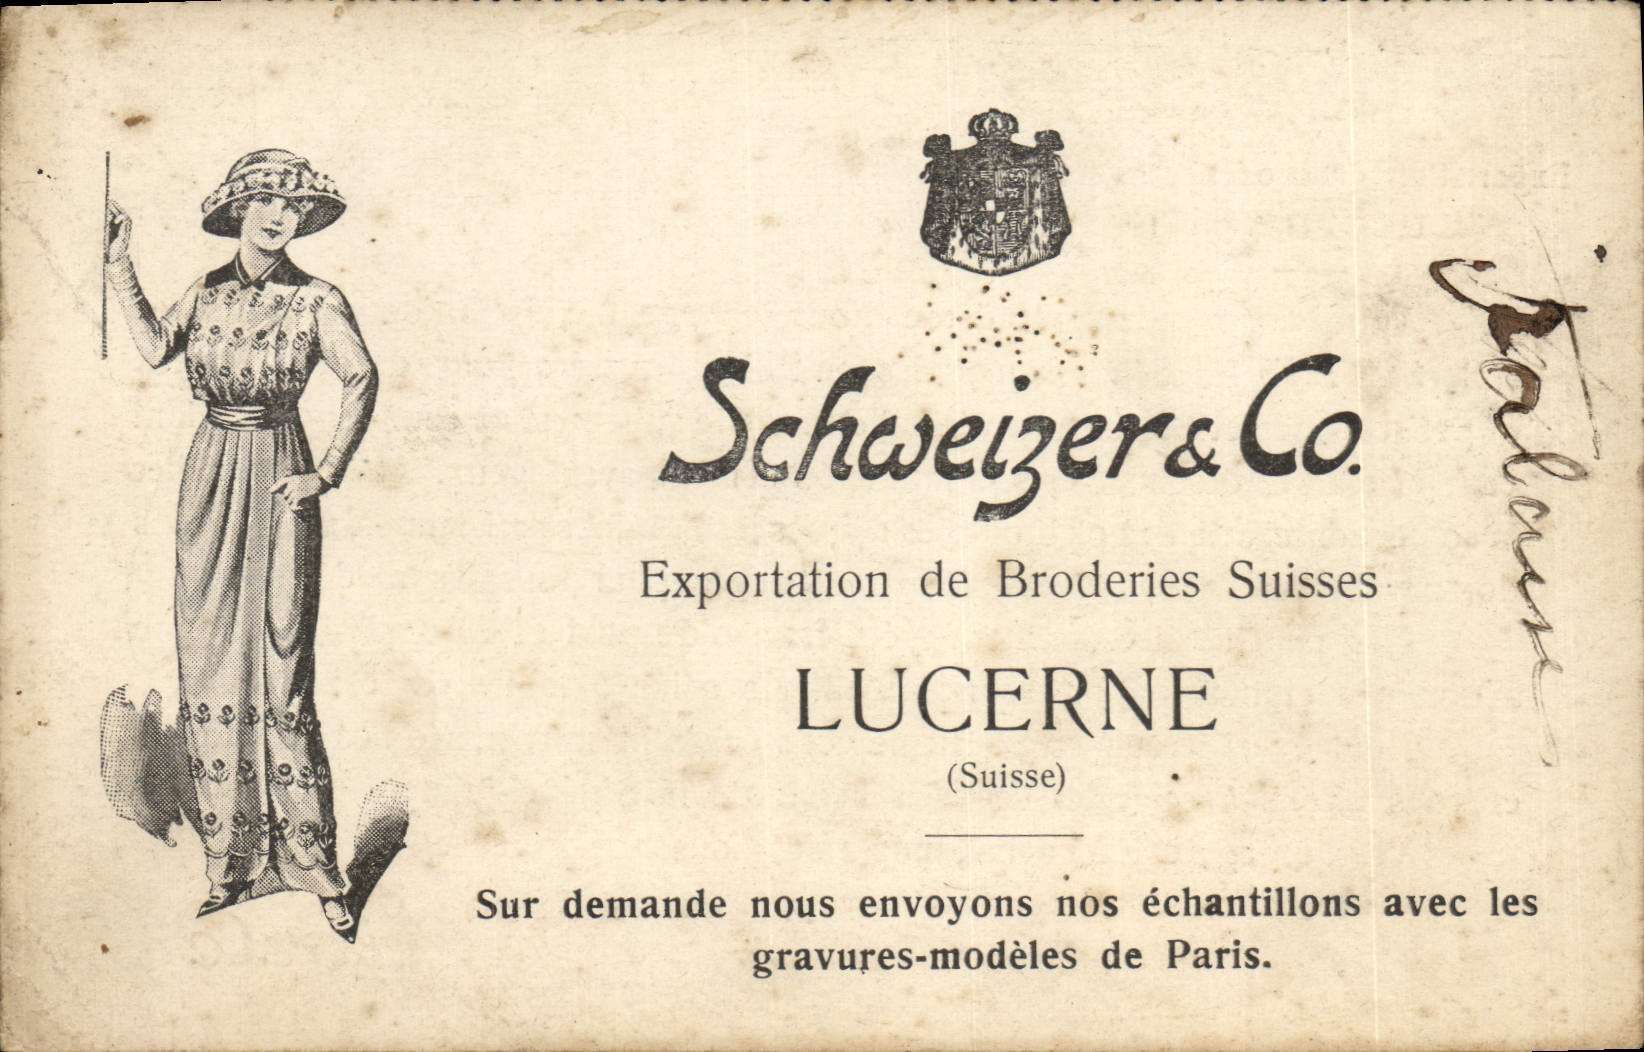 Schweizer & Co.
Exportation de Broderies Suisses
LUCERNE
(Suisse)
Sur demande nous envoyons nos échantillons avec les
gravures-modèles de Paris.